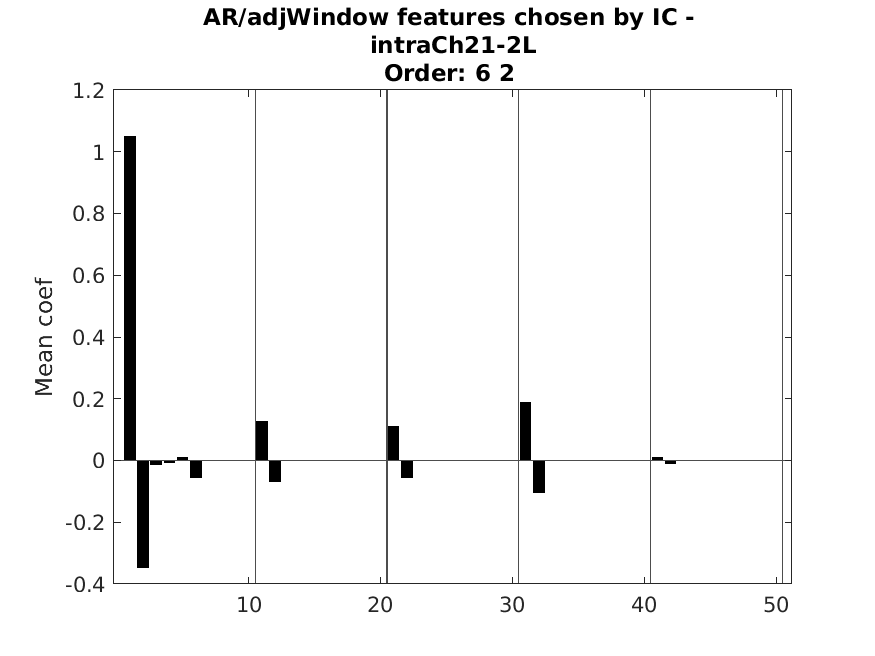 AR/adjWindow features chosen by IC -
intraCh21-2L
Order: 6 2
1.2
1
0.8
0.6
0.4
0.2
0
-0.2
-0.4
Mean coef
10 20 30 40 50